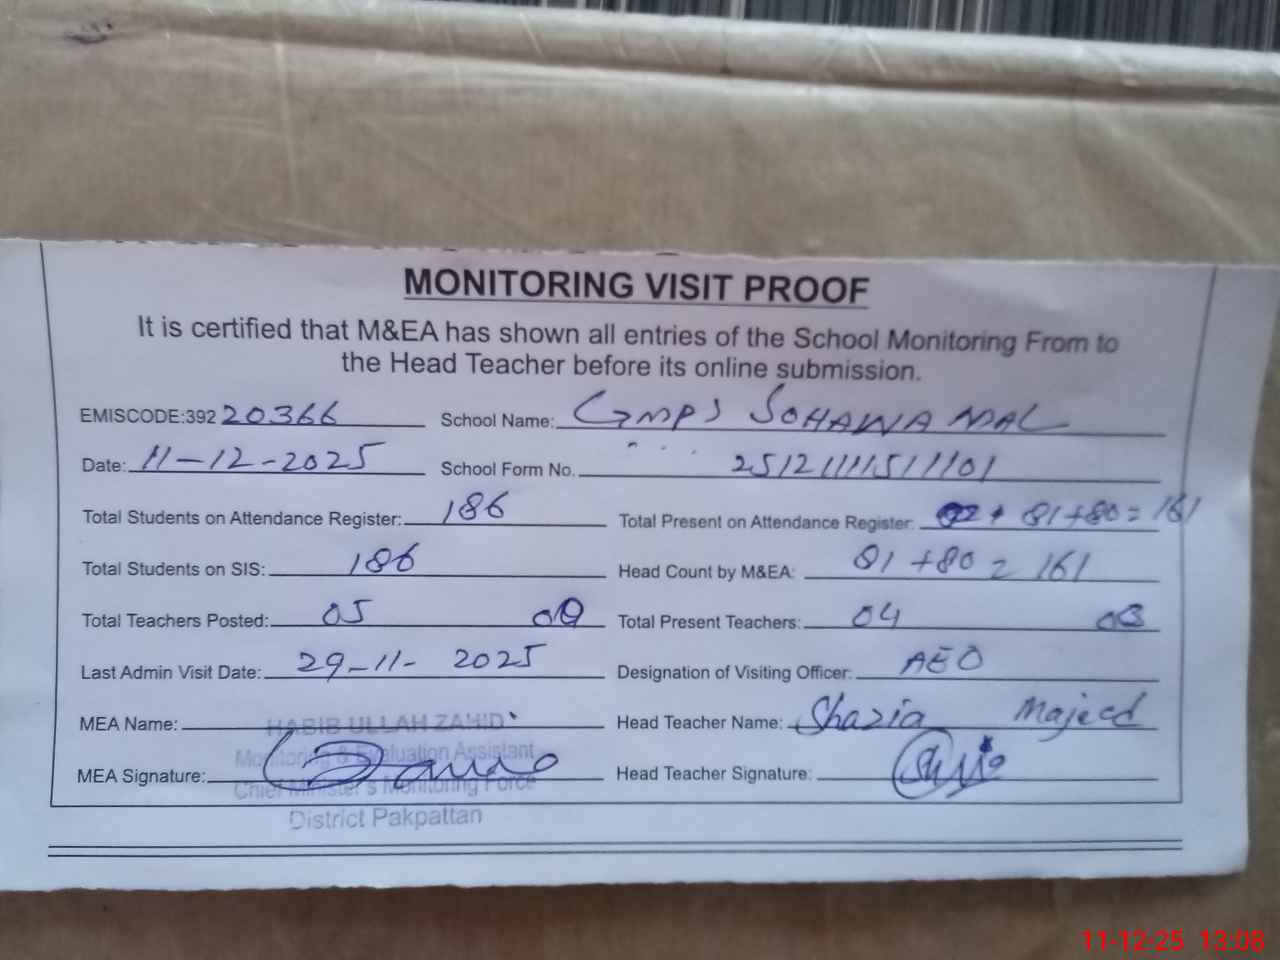 MONITORING VISIT PROOF
It is certified that M&EA has shown all entries of the School Monitoring From to
the Head Teacher before its online submission.
EMISCODE:392 20366 School Name: GMPS SOHAWA MAL
Date: 11-12-2025 School Form No. 25121111511101
Total Students on Attendance Register: 186 Total Present on Attendance Register: 81+80=161
Total Students on SIS: 186 Head Count by M&EA: 81+80=161
Total Teachers Posted: 05 Total Present Teachers: 04 03
Last Admin Visit Date: 29-11-2025 Designation of Visiting Officer: AEO
MEA Name: HABIB ULLAH ZAHID Head Teacher Name: Shazia Majeed
Monitoring & Evaluation Assistant
MEA Signature: Head Teacher Signature:
Chief Minister's Monitoring Force
District Pakpattan
11-12-25 13:08